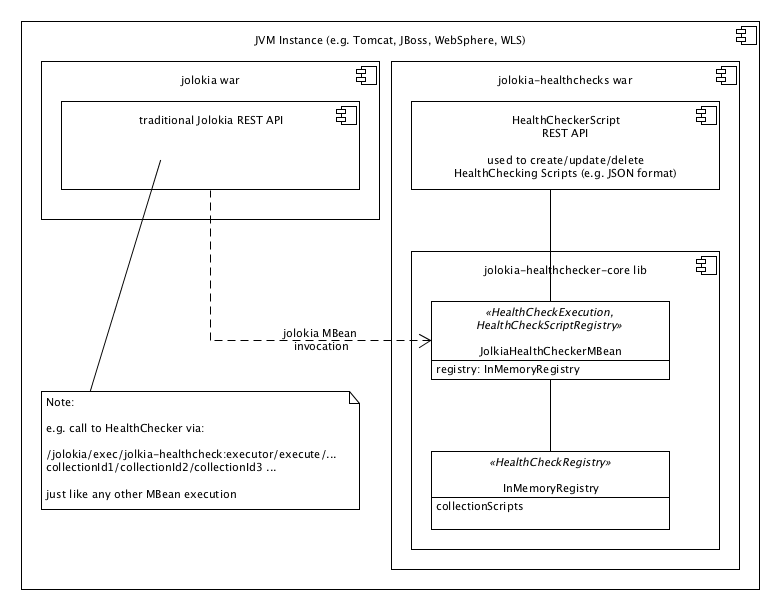 JVM Instance (e.g. Tomcat, JBoss, WebSphere, WLS)
jolokia war
traditional Jolokia REST API
jolokia-healthchecks war
HealthCheckerScript
REST API
used to create/update/delete
HealthChecking Scripts (e.g. JSON format)
jolokia-healthchecker-core lib
«HealthCheckExecution,
HealthCheckScriptRegistry»
JolkiaHealthCheckerMBean
registry: InMemoryRegistry
jolokia MBean
invocation
Note:
e.g. call to HealthChecker via:
/jolokia/exec/jolkia-healthcheck:executor/execute/...
collectionId1/collectionId2/collectionId3 ...
just like any other MBean execution
«HealthCheckRegistry»
InMemoryRegistry
collectionScripts